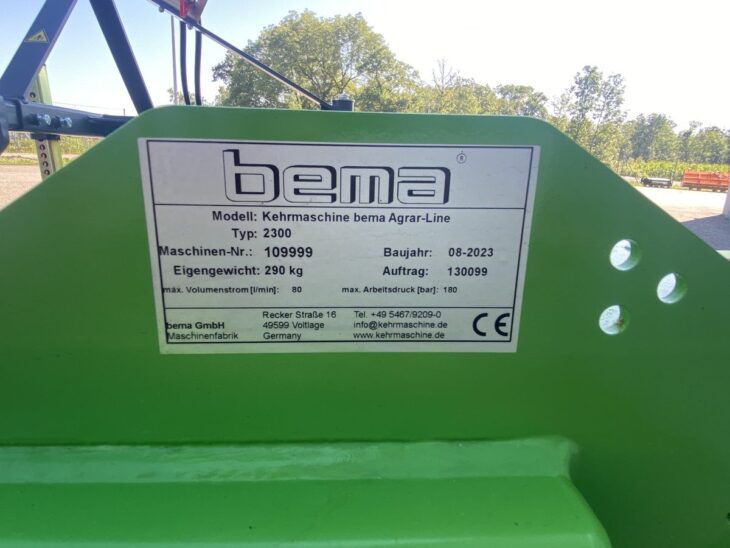 bema ®
Modell: Kehrmaschine bema Agrar-Line
Typ: 2300
Maschinen-Nr.: 109999 Baujahr: 08-2023
Eigengewicht: 290 kg Auftrag: 130099
max. Volumenstrom [l/min]: 80 max. Arbeitsdruck [bar]: 180
bema GmbH
Maschinenfabrik
Recker Straße 16
49599 Voltlage
Germany
Tel. +49 5467/9209-0
info@kehrmaschine.de
www.kehrmaschine.de
CE